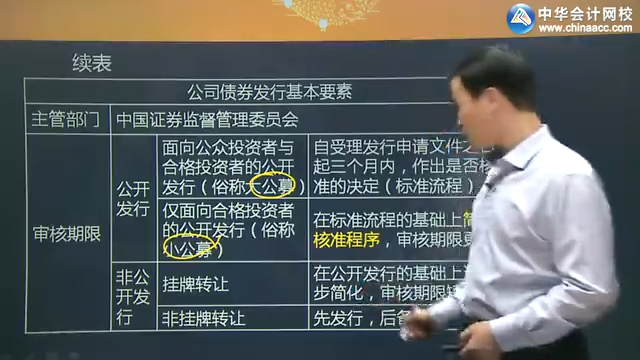 中华会计网校
www.chinaacc.com
续表
公司债券发行基本要素
主管部门
中国证券监督管理委员会
审核期限
公开
发行
面向公众投资者与
合格投资者的公开
发行（俗称大公募）
自受理发行申请文件之
起三个月内，作出是否核
准的决定（标准流程）
仅面向合格投资者
的公开发行（俗称
小公募）
在标准流程的基础上简
核准程序，审核期限更
非公
开发
行
挂牌转让
在公开发行的基础上进
步简化，审核期限
非挂牌转让
先发行，后备